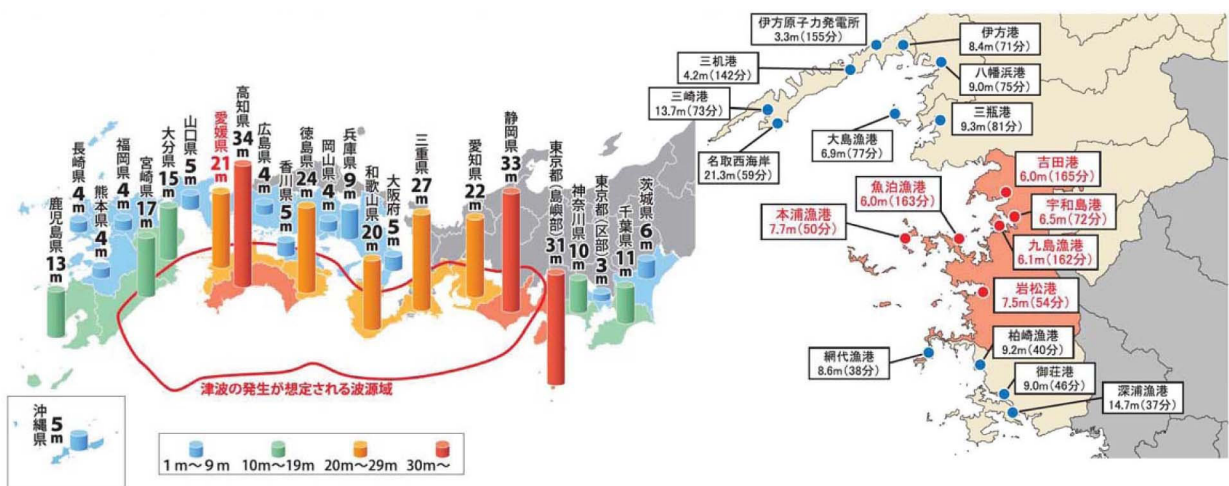 長崎県
4m
福岡県
4m
大分県
15m
山口県
5m
愛媛県
21m
高知県
34m
広島県
4m
徳島県
24m
岡山県
4m
兵庫県
9m
三重県
27m
愛知県
22m
静岡県
33m
鹿児島県
13m
熊本県
4m
宮崎県
17m
香川県
5m
和歌山県
20m
大阪府
5m
東京都(島嶼部)
31m
神奈川県
10m
東京都(区部)
3m
千葉県
11m
茨城県
6m
津波の発生が想定される波源域
沖縄県
5m
1m~9m
10m~19m
20m~29m
30m~
伊方原子力発電所
3.3m(155分)
伊方港
8.4m(71分)
三机港
4.2m(142分)
八幡浜港
9.0m(75分)
三崎港
13.7m(73分)
三瓶港
9.3m(81分)
大島漁港
6.9m(77分)
名取西海岸
21.3m(59分)
吉田港
6.0m(165分)
魚泊漁港
6.0m(163分)
宇和島港
6.5m(72分)
本浦漁港
7.7m(50分)
九島漁港
6.1m(162分)
岩松港
7.5m(54分)
柏崎漁港
9.2m(40分)
網代漁港
8.6m(38分)
御荘港
9.0m(46分)
深浦漁港
14.7m(37分)